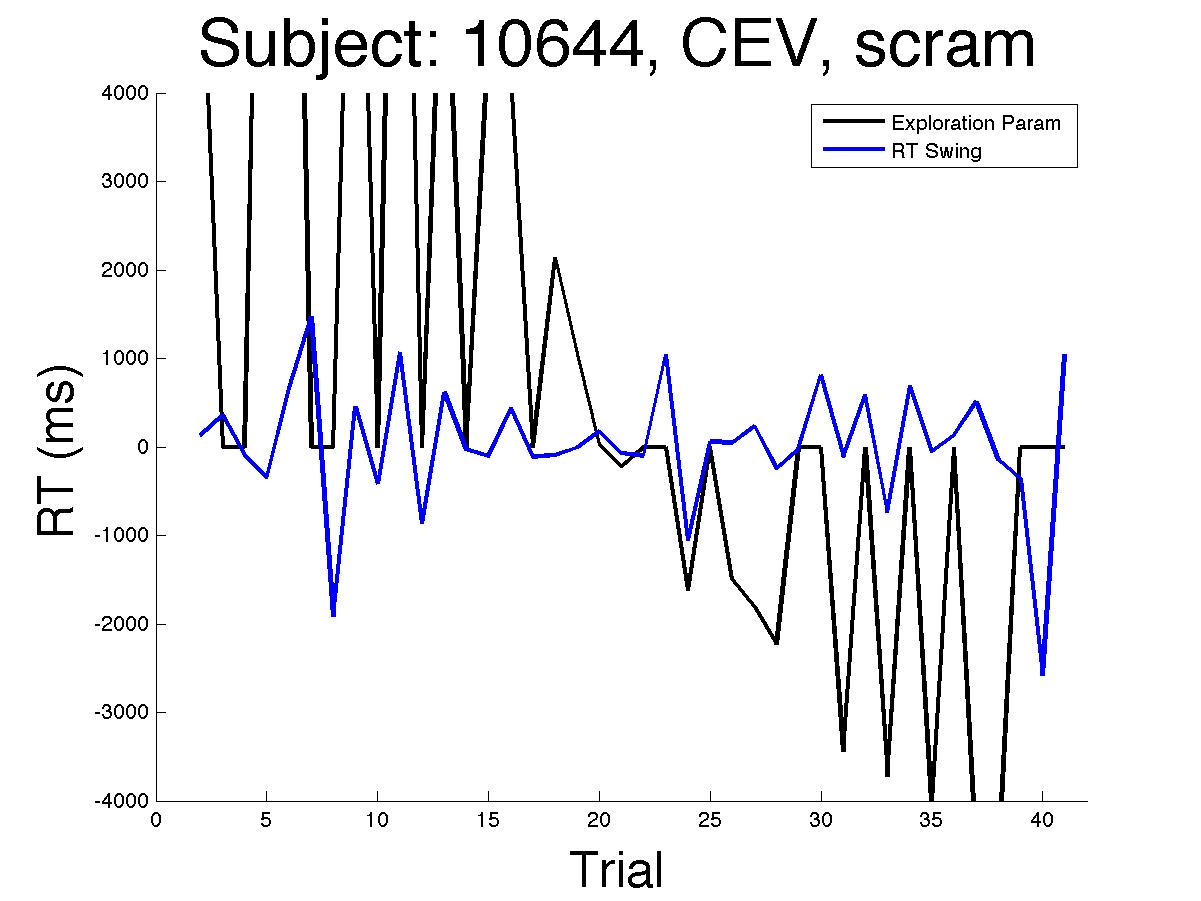 Subject: 10644, CEV, scram
4000
3000
2000
1000
0
-1000
-2000
-3000
-4000
RT (ms)
Exploration Param
RT Swing
0 5 10 15 20 25 30 35 40
Trial